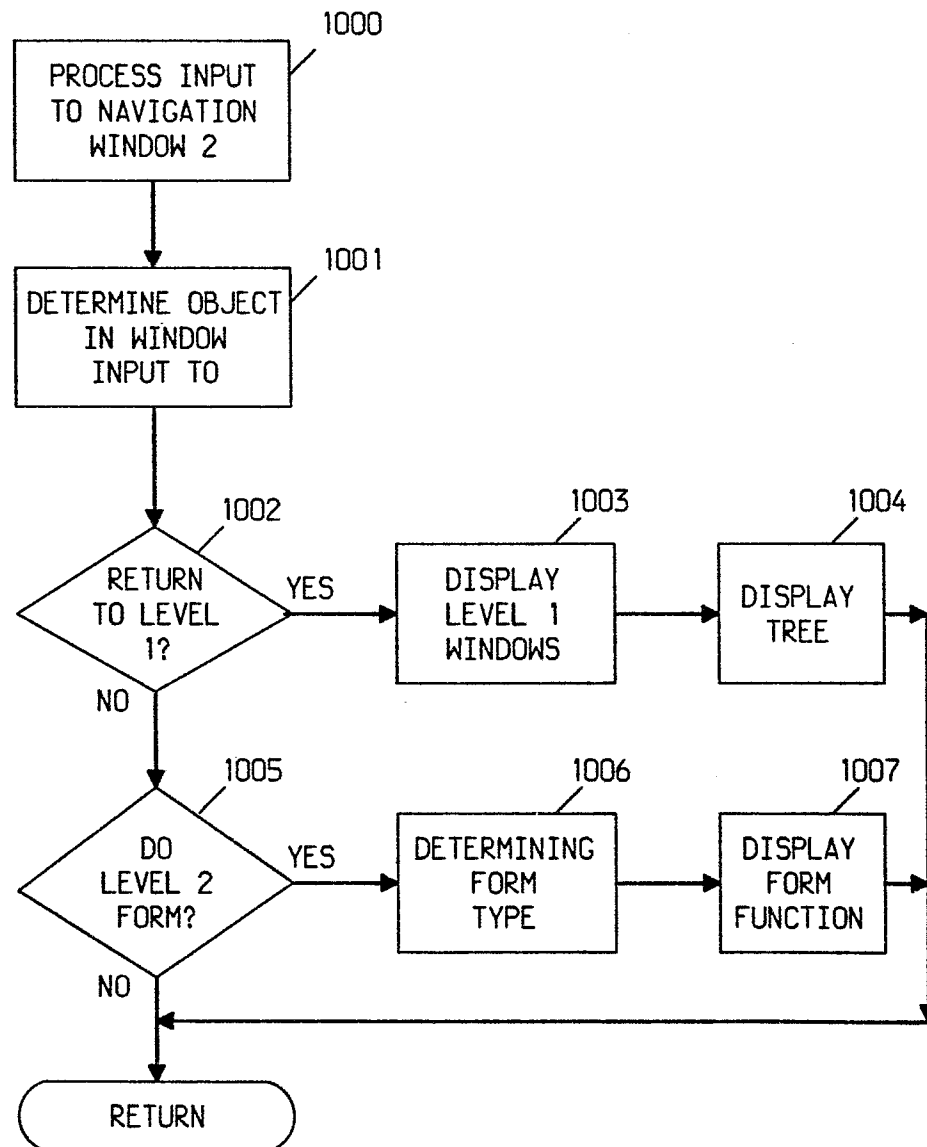 1000
PROCESS INPUT
TO NAVIGATION
WINDOW 2
1001
DETERMINE OBJECT
IN WINDOW
INPUT TO
1002
RETURN
TO LEVEL
1?
YES
NO
1003
DISPLAY
LEVEL 1
WINDOWS
1004
DISPLAY
TREE
1005
DO
LEVEL 2
FORM?
YES
NO
1006
DETERMINING
FORM
TYPE
1007
DISPLAY
FORM
FUNCTION
RETURN